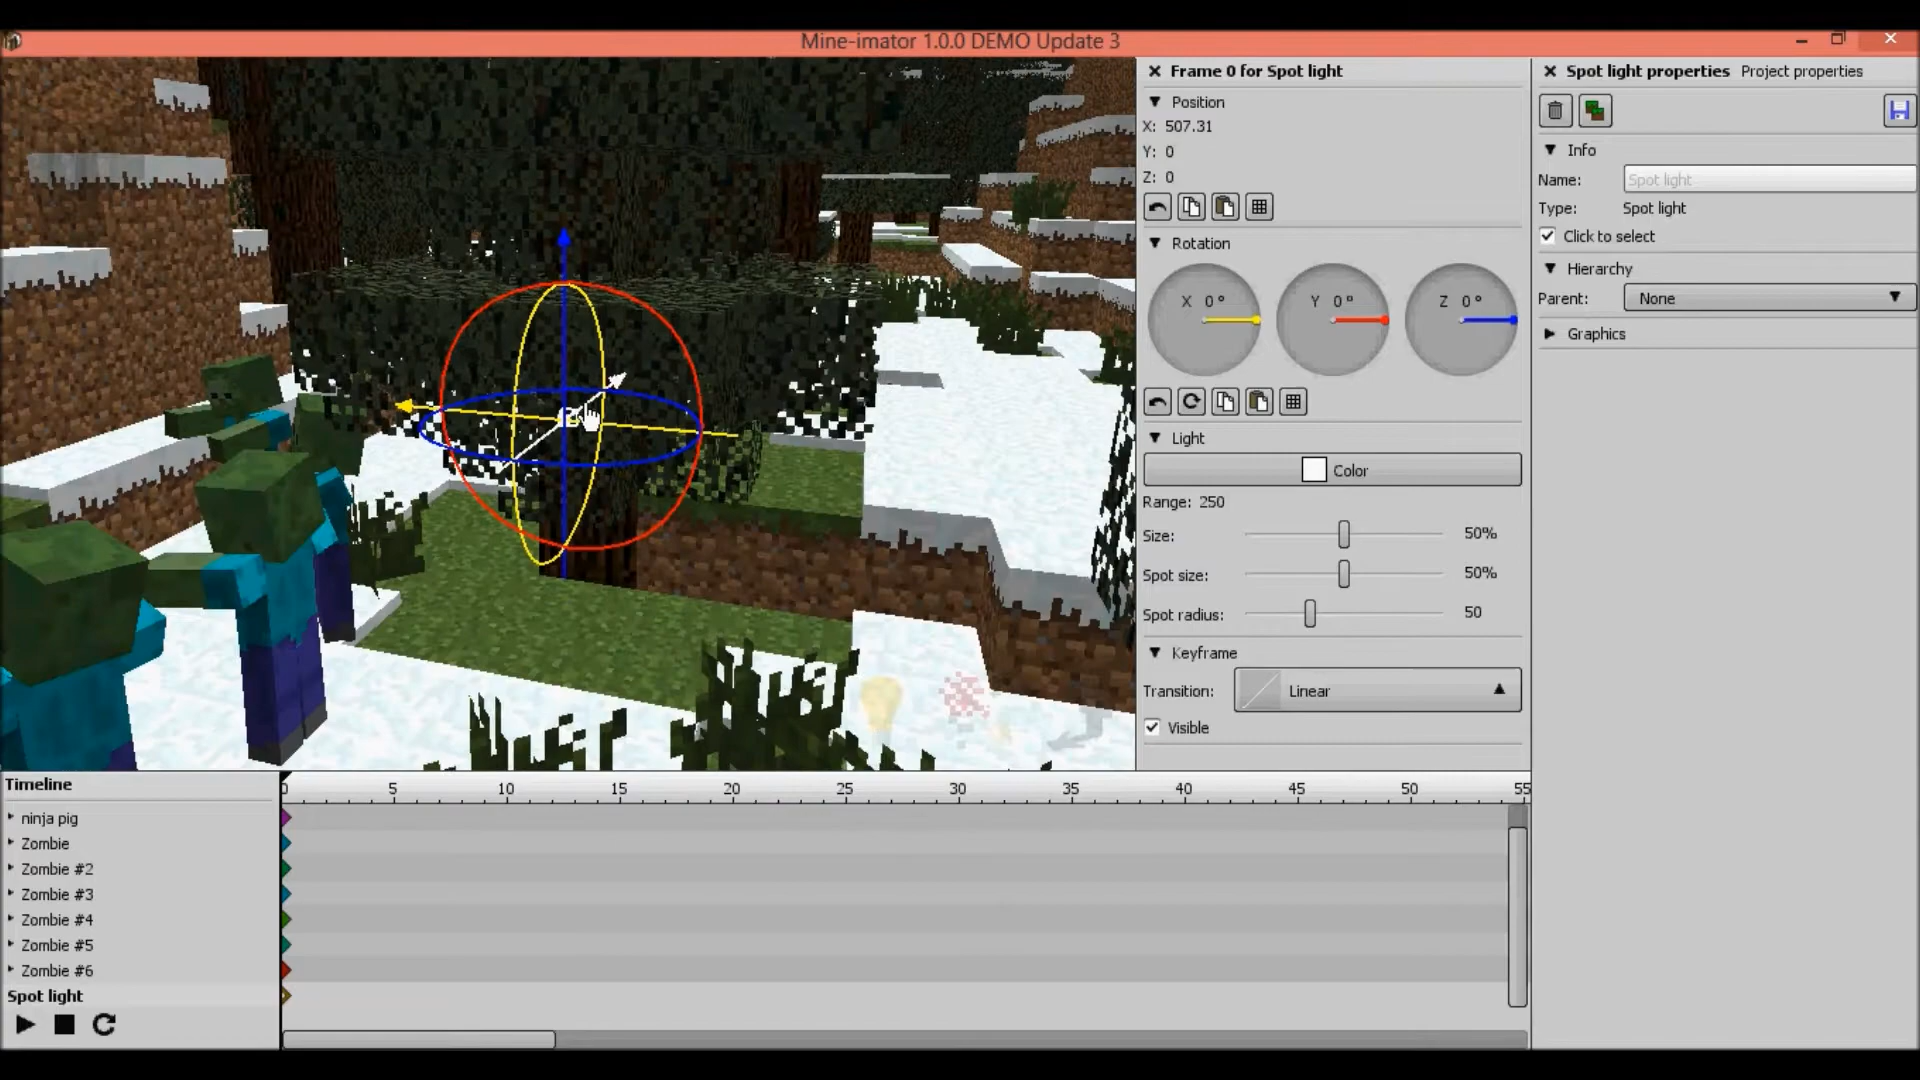 Mine-imator 1.0.0 DEMO Update 3
Frame 0 for Spot light
Position
X: 507.31
Y: 0
Z: 0
Rotation
X 0° Y 0° Z 0°
Light
Color
Range: 250
Size: 50%
Spot size: 50%
Spot radius: 50
Keyframe
Transition: Linear
Visible
Spot light properties Project properties
Info
Name: Spot light
Type: Spot light
Click to select
Hierarchy
Parent: None
Graphics
Timeline
0 5 10 15 20 25 30 35 40 45 50 55
ninja pig
Zombie
Zombie #2
Zombie #3
Zombie #4
Zombie #5
Zombie #6
Spot light